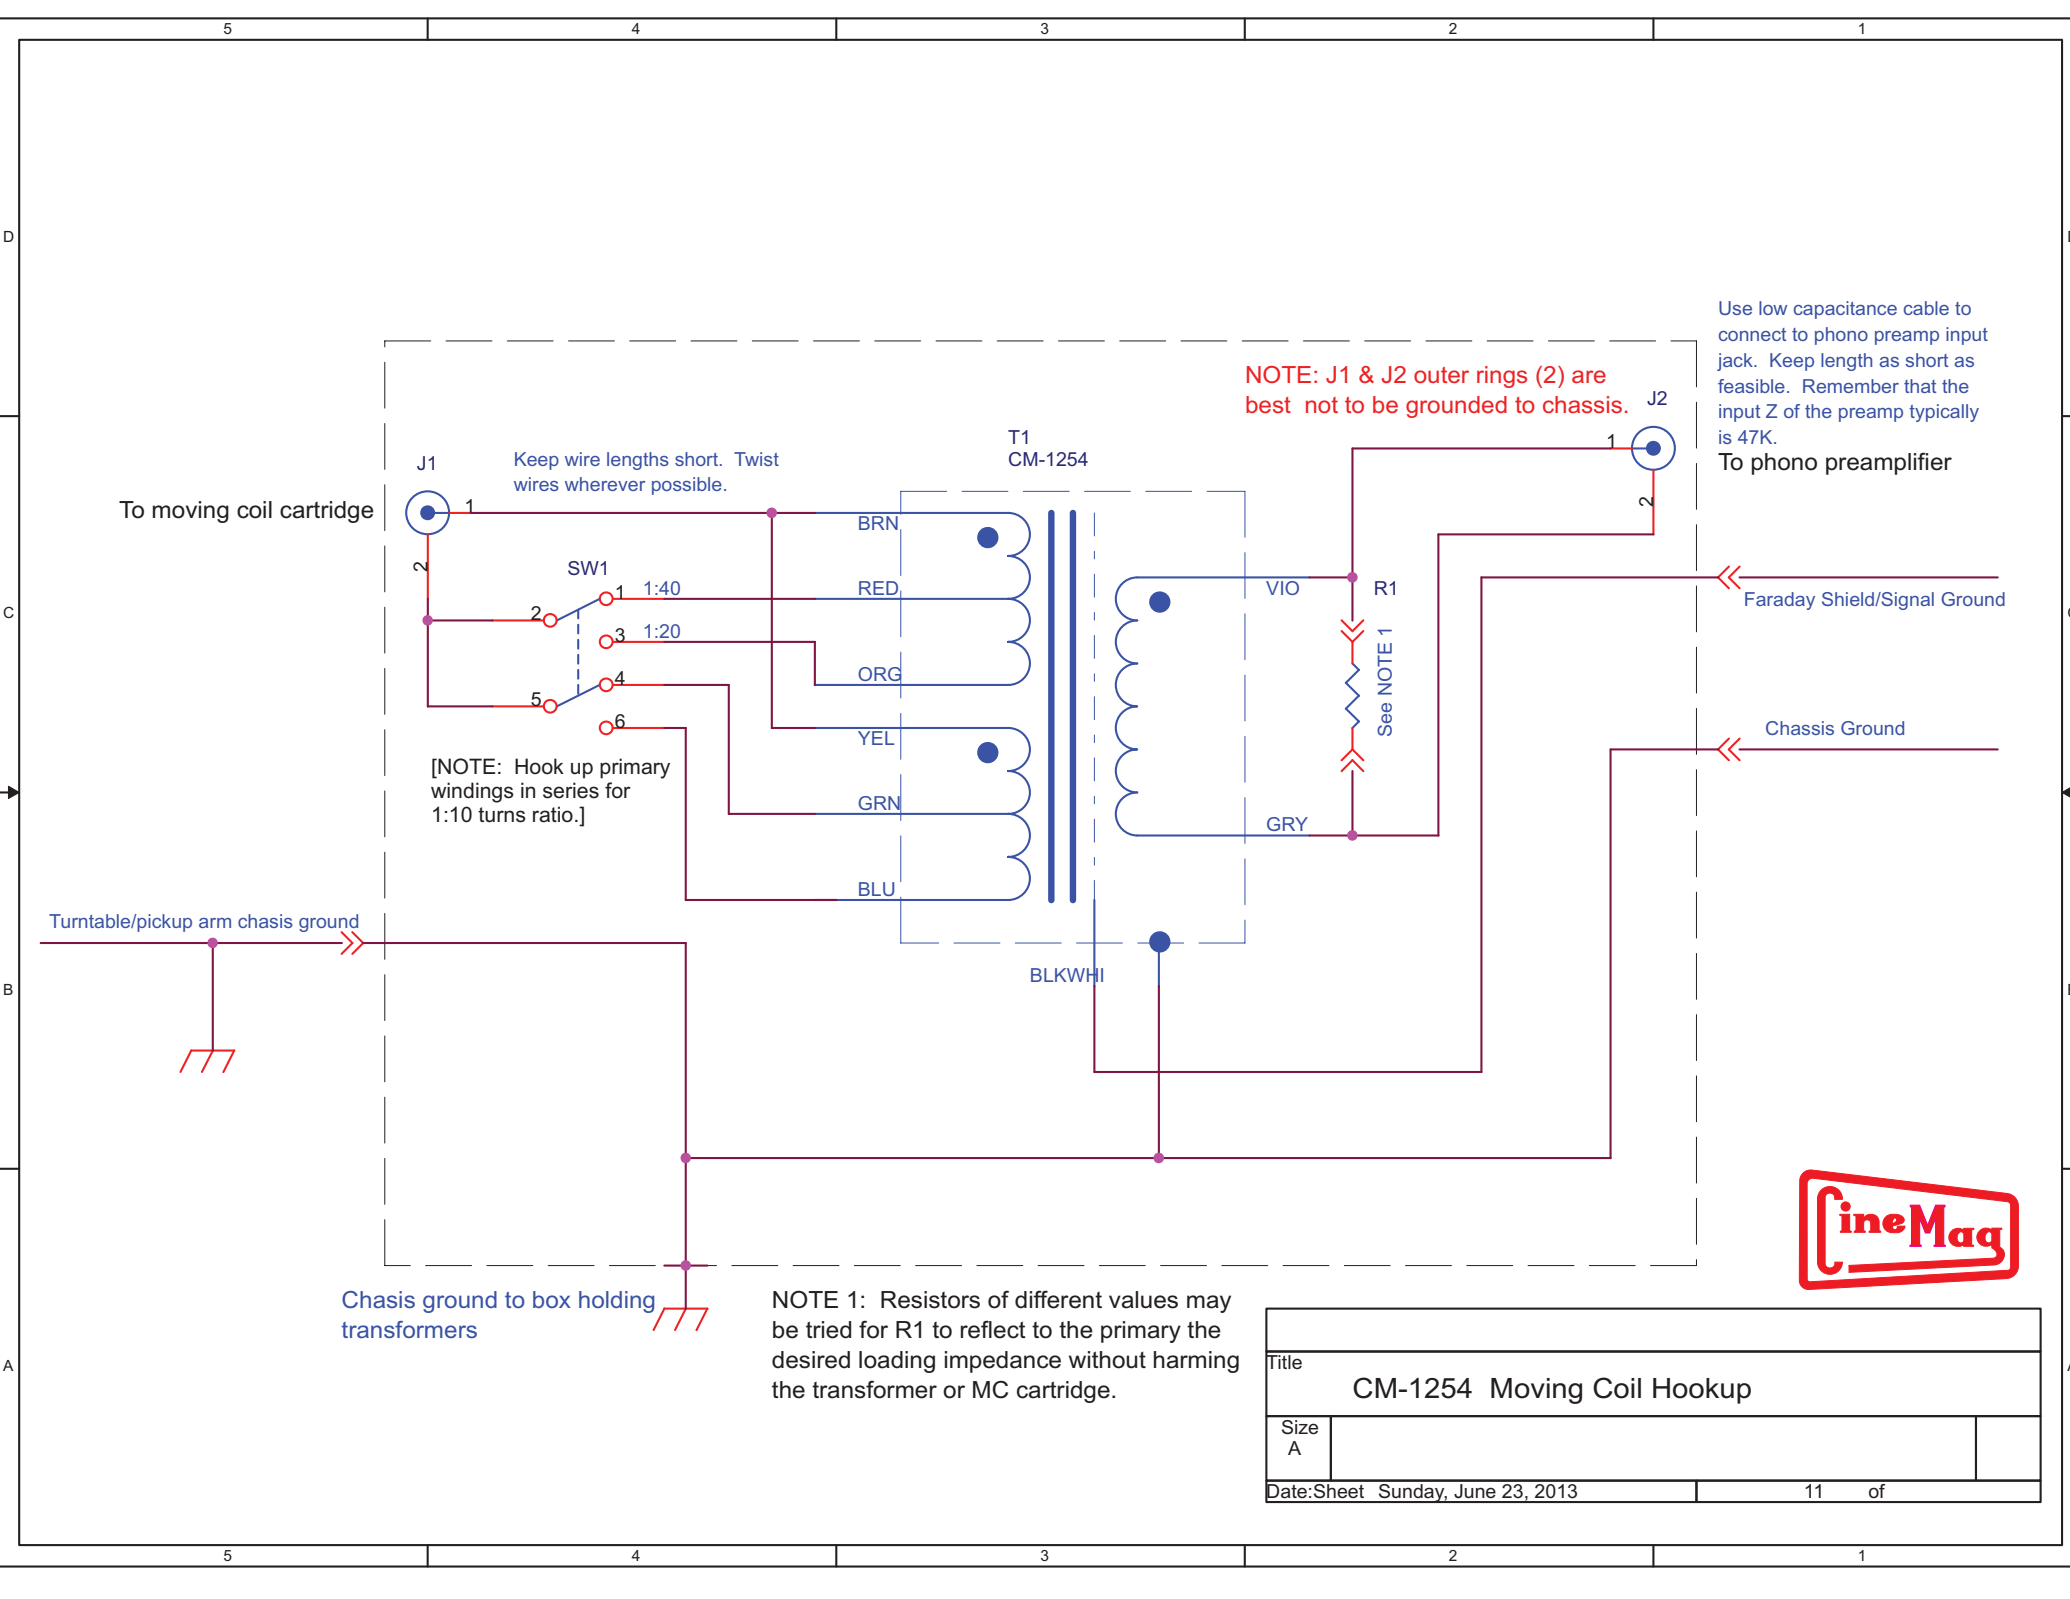 5 4 3 2 1
D
Use low capacitance cable to
connect to phono preamp input
jack. Keep length as short as
feasible. Remember that the
input Z of the preamp typically
is 47K.
To phono preamplifier
NOTE: J1 & J2 outer rings (2) are
best not to be grounded to chassis.
J2
1
2
T1
CM-1254
J1
Keep wire lengths short. Twist
wires wherever possible.
To moving coil cartridge
1
2
BRN
SW1
1 1:40
RED
2
3 1:20
ORG
4
5
6
YEL
GRN
BLU
VIO
R1
See NOTE 1
GRY
C
Faraday Shield/Signal Ground
Chassis Ground
[NOTE: Hook up primary
windings in series for
1:10 turns ratio.]
Turntable/pickup arm chasis ground
BLKWHI
B
CineMag
Chasis ground to box holding
transformers
NOTE 1: Resistors of different values may
be tried for R1 to reflect to the primary the
desired loading impedance without harming
the transformer or MC cartridge.
A
Title
CM-1254 Moving Coil Hookup
Size
A
Date:Sheet Sunday, June 23, 2013 11 of
5 4 3 2 1